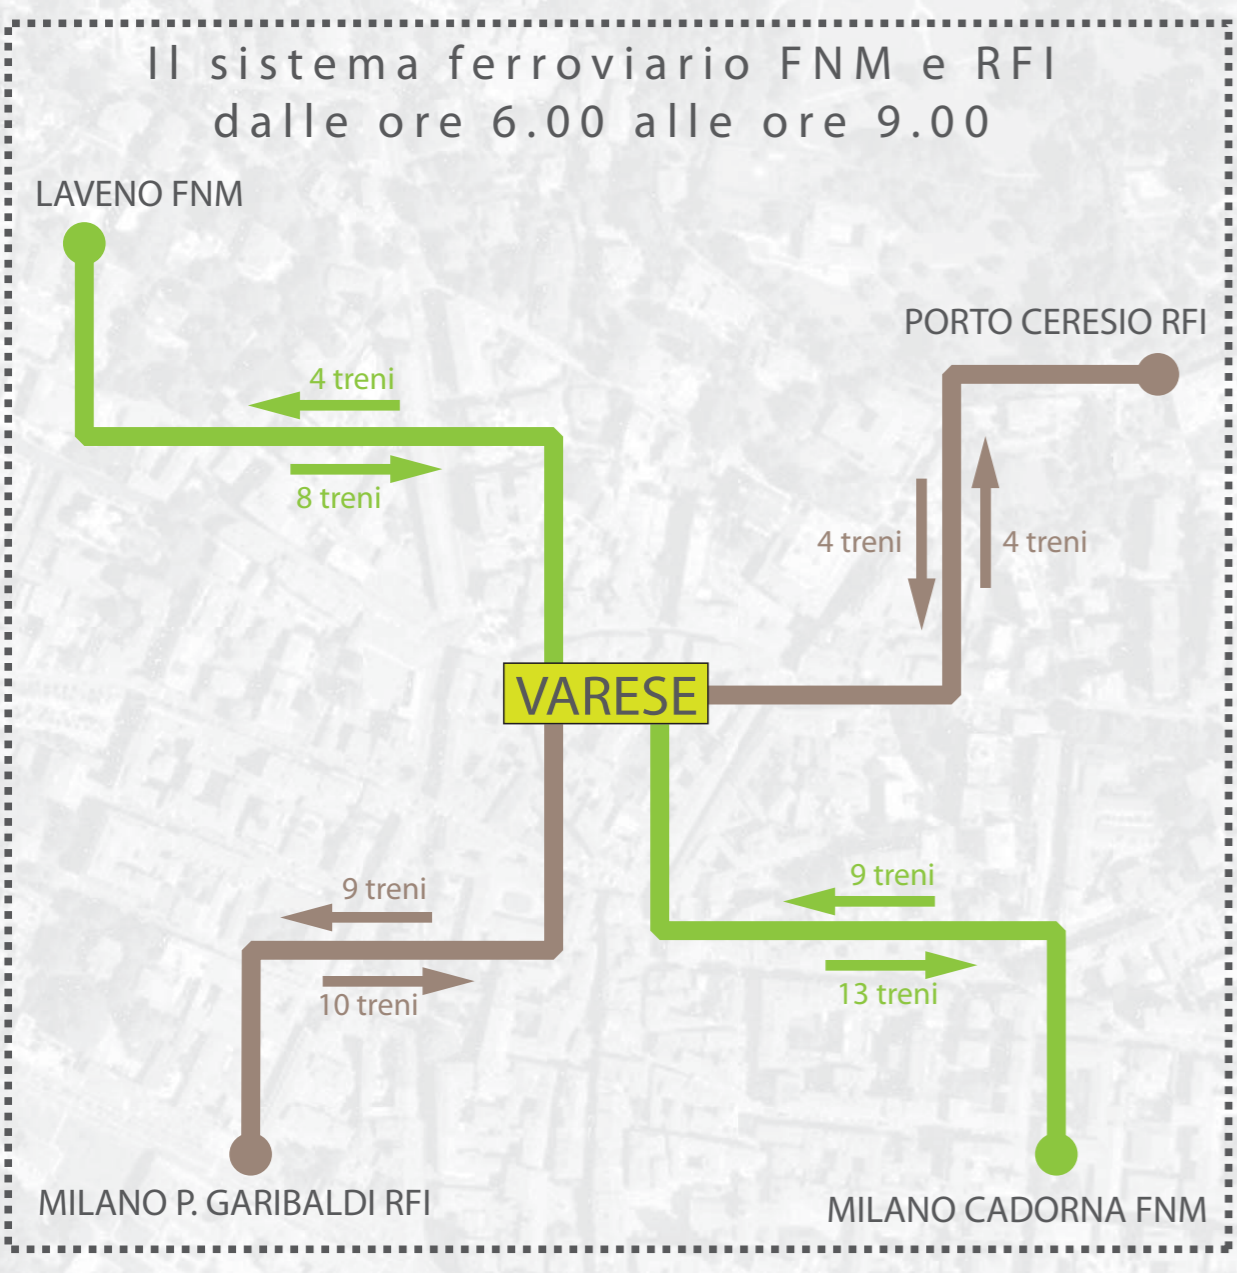 Il sistema ferroviario FNM e RFI
dalle ore 6.00 alle ore 9.00
LAVENO FNM
PORTO CERESIO RFI
4 treni
8 treni
4 treni
4 treni
VARESE
9 treni
10 treni
9 treni
13 treni
MILANO P. GARIBALDI RFI
MILANO CADORNA FNM